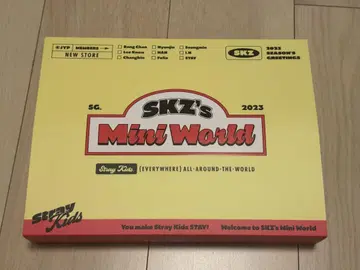 JYP MEMBERS
NEW STORE
Bang Chan Hyunjin Seungmin
Lee Know HAN I.N
Changbin Felix STAY
SKZ
2023
SEASON'S
GREETINGS
SG. 2023
SKZ's
Mini World
Stray Kids (EVERYWHERE) ALL-AROUND-THE-WORLD
Stray
Kids
You make Stray Kids STAY! Welcome to SKZ's Mini World